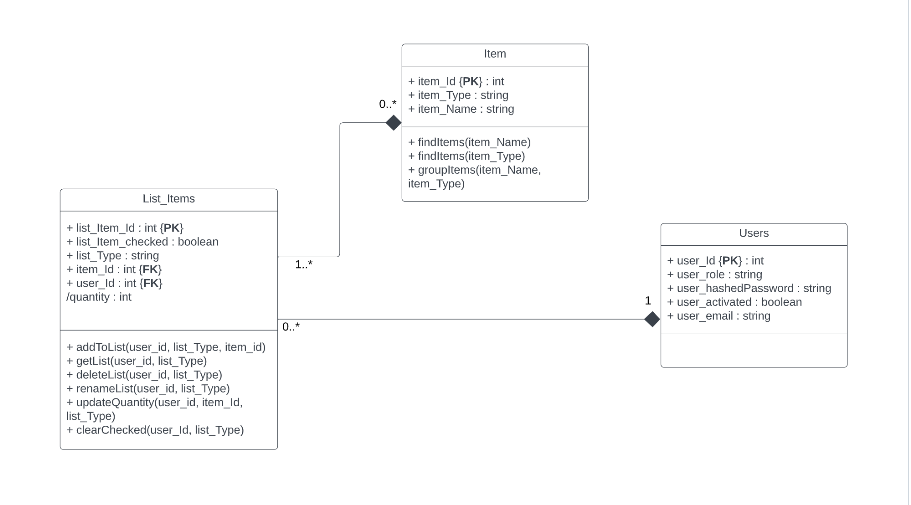 Item
+ item_Id {PK} : int
+ item_Type : string
+ item_Name : string
0..*
+ findItems(item_Name)
+ findItems(item_Type)
+ groupItems(item_Name,
item_Type)
List_Items
+ list_Item_Id : int {PK}
+ list_Item_checked : boolean
+ list_Type : string
+ item_Id : int {FK}
+ user_Id : int {FK}
/quantity : int
1..*
0..*
+ addToList(user_id, list_Type, item_id)
+ getList(user_id, list_Type)
+ deleteList(user_id, list_Type)
+ renameList(user_id, list_Type)
+ updateQuantity(user_id, item_Id,
list_Type)
+ clearChecked(user_Id, list_Type)
Users
+ user_Id {PK} : int
+ user_role : string
+ user_hashedPassword : string
+ user_activated : boolean
+ user_email : string
1